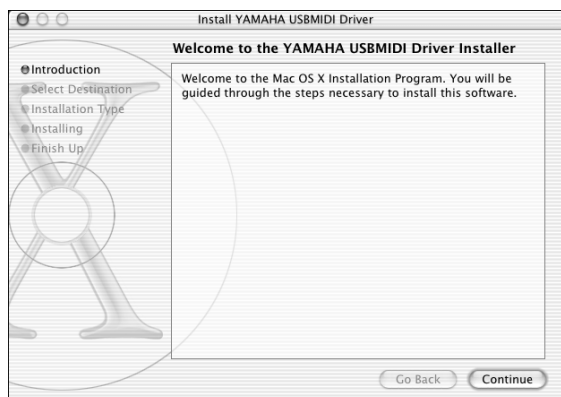 Install YAMAHA USBMIDI Driver
Welcome to the YAMAHA USBMIDI Driver Installer
Introduction
Select Destination
Installation Type
Installing
Finish Up
Welcome to the Mac OS X Installation Program. You will be
guided through the steps necessary to install this software.
Go Back
Continue